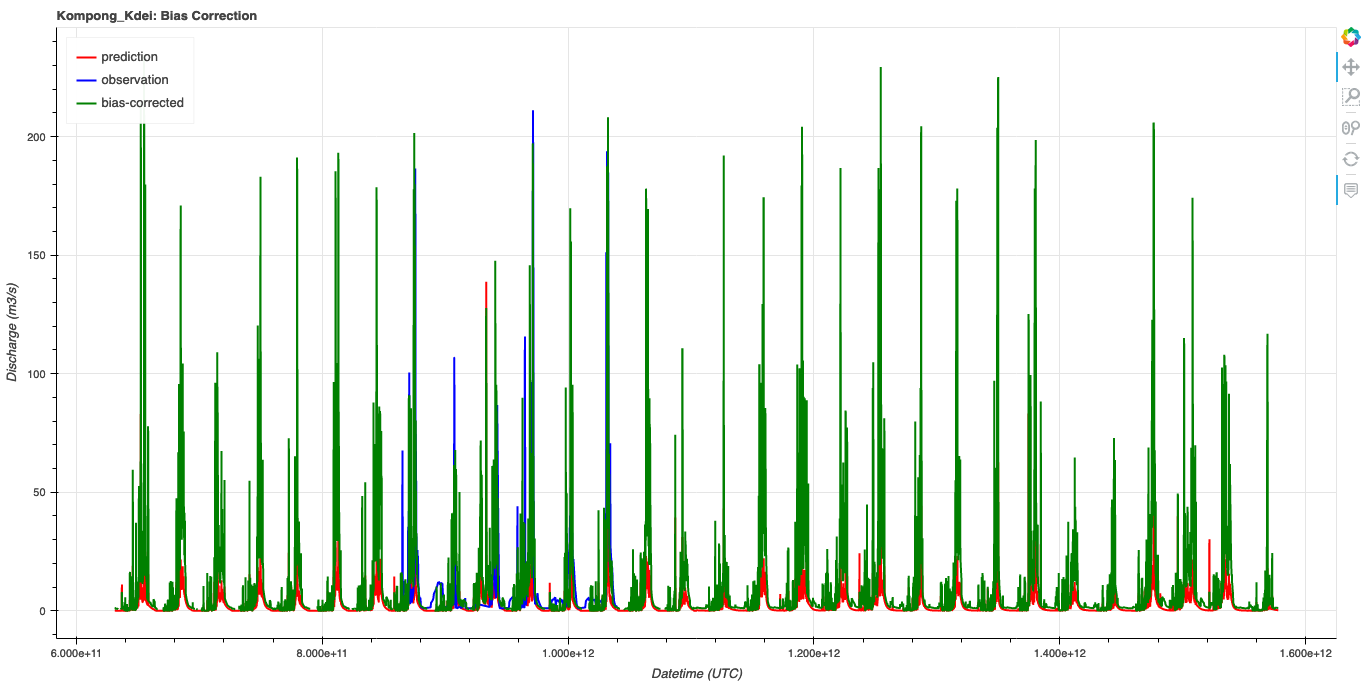 Kompong_Kdei: Bias Correction
prediction
observation
bias-corrected
200
150
100
50
0
Discharge (m3/s)
6.000e+11
8.000e+11
1.000e+12
1.200e+12
1.400e+12
1.600e+12
Datetime (UTC)